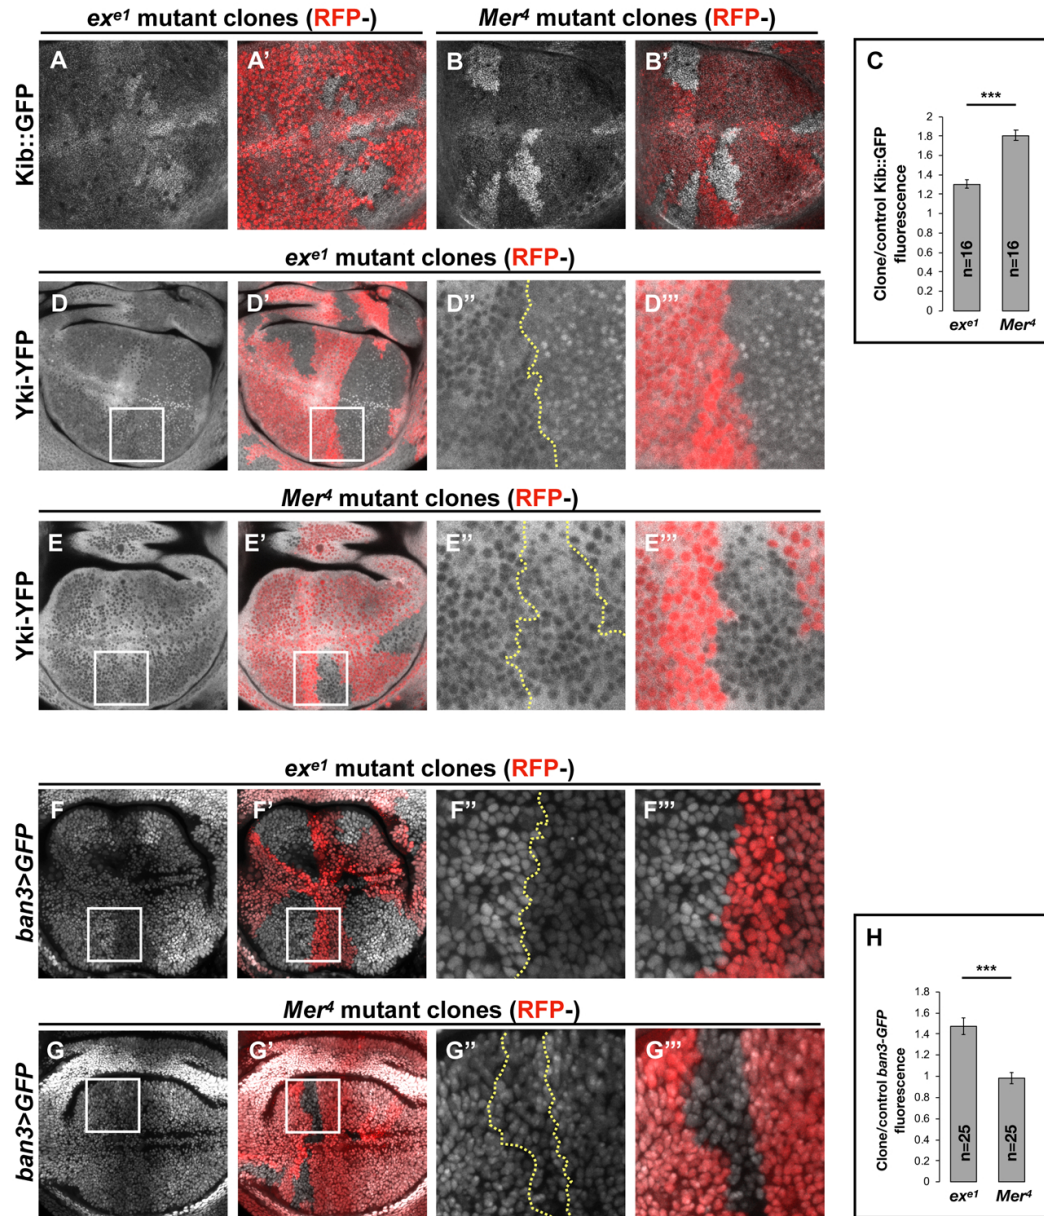 exᵉ¹ mutant clones (RFP-)
Mer⁴ mutant clones (RFP-)
Kib::GFP
A
A'
B
B'
C
***
Clone/control Kib::GFP
fluorescence
2
1.8
1.6
1.4
1.2
1
0.8
0.6
0.4
0.2
0
n=16
n=16
exᵉ¹
Mer⁴
exᵉ¹ mutant clones (RFP-)
Yki-YFP
D
D'
D''
D'''
Mer⁴ mutant clones (RFP-)
Yki-YFP
E
E'
E''
E'''
exᵉ¹ mutant clones (RFP-)
ban3>GFP
F
F'
F''
F'''
Mer⁴ mutant clones (RFP-)
ban3>GFP
G
G'
G''
G'''
H
***
Clone/control ban3-GFP
fluorescence
1.8
1.6
1.4
1.2
1
0.8
0.6
0.4
0.2
0
n=25
n=25
exᵉ¹
Mer⁴